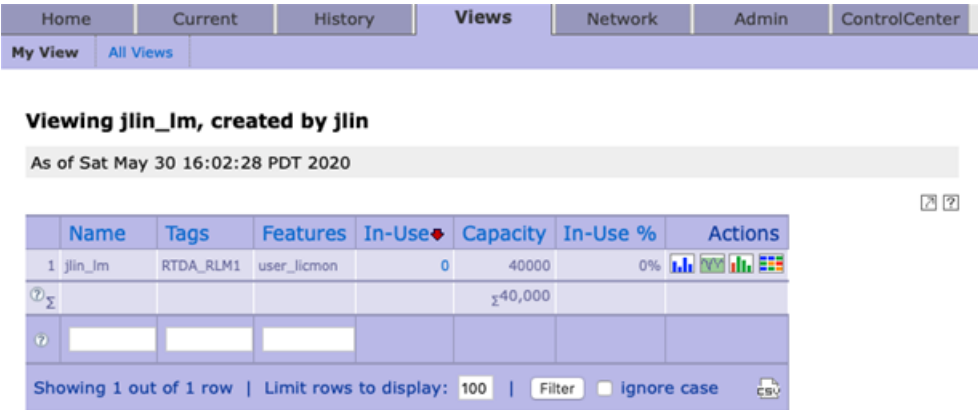 Home Current History Views Network Admin ControlCenter
My View All Views
Viewing jlin_lm, created by jlin
As of Sat May 30 16:02:28 PDT 2020
?
Name Tags Features In-Use Capacity In-Use % Actions
1 jlin_lm RTDA_RLM1 user_licmon 0 40000 0%
? Σ Σ40,000
?
Showing 1 out of 1 row | Limit rows to display: 100 | Filter ignore case CSV